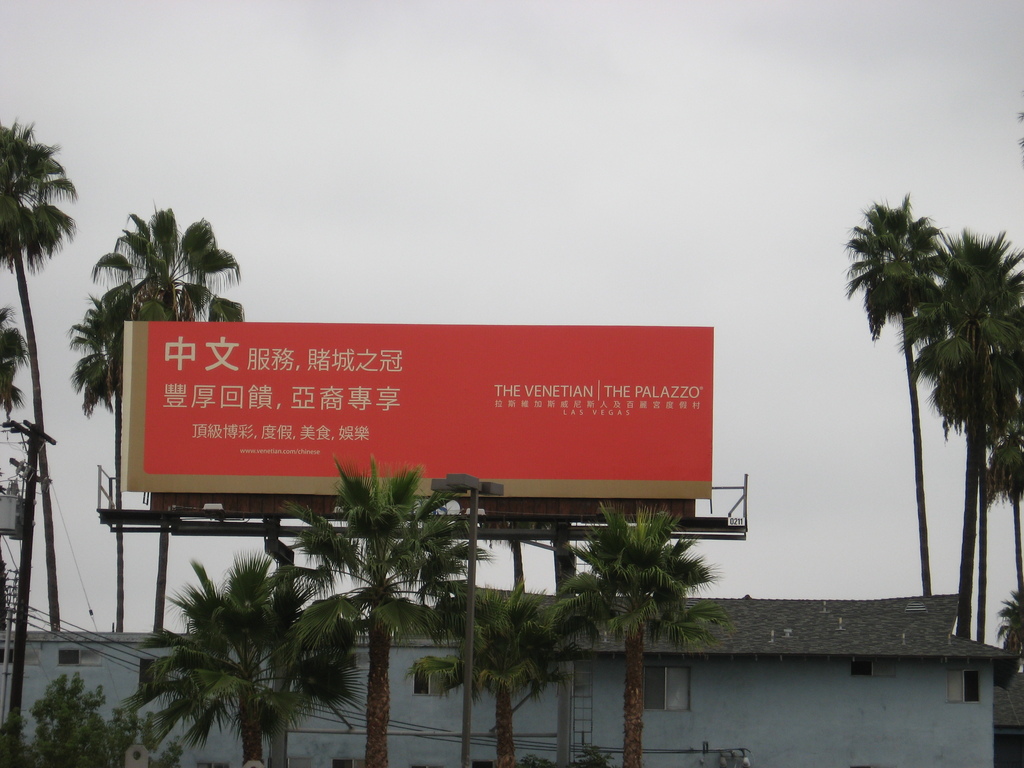 中文 服務, 賭城之冠
豐厚回饋, 亞裔專享
頂級博彩, 度假, 美食, 娛樂
www.venetian.com/chinese
THE VENETIAN | THE PALAZZO®
拉斯維加斯威尼斯人及百麗宮度假村
LAS VEGAS
0211